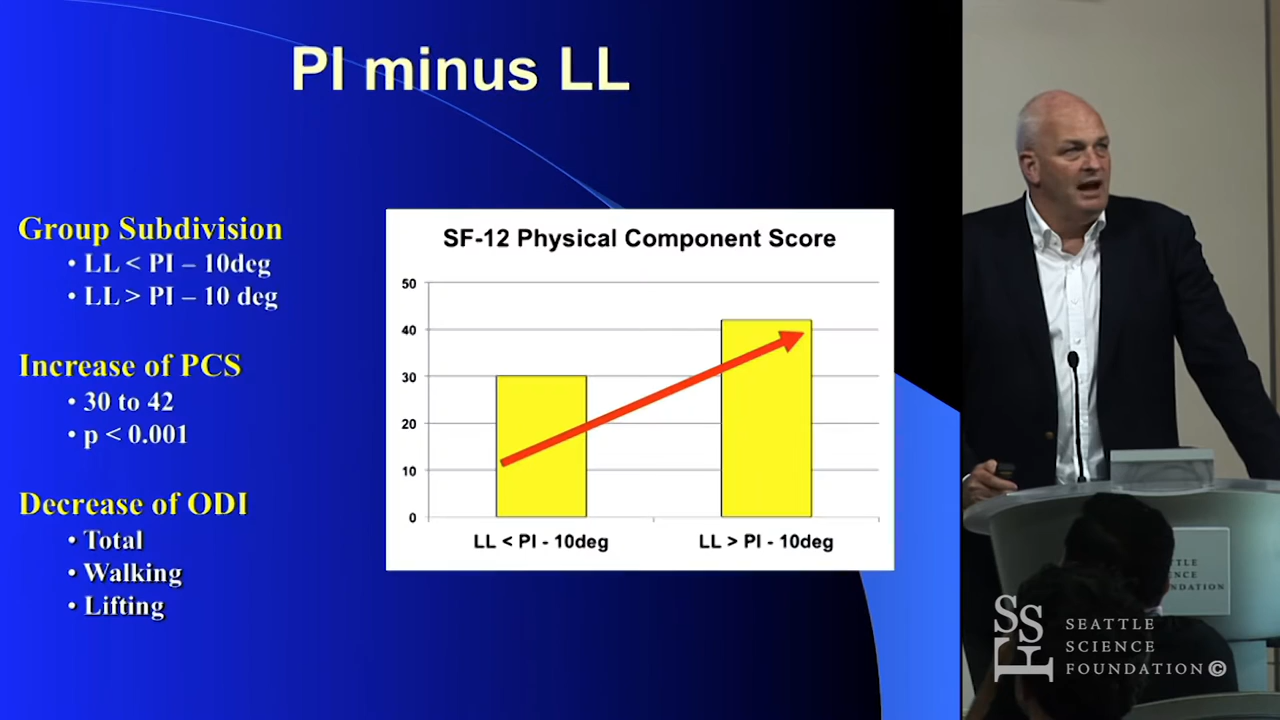 PI minus LL
Group Subdivision
• LL < PI – 10deg
• LL > PI – 10 deg
Increase of PCS
• 30 to 42
• p < 0.001
Decrease of ODI
• Total
• Walking
• Lifting
SF-12 Physical Component Score
50
40
30
20
10
0
LL < PI - 10deg
LL > PI - 10deg
FOUNDATION
SSF
SEATTLE
SCIENCE
FOUNDATION©